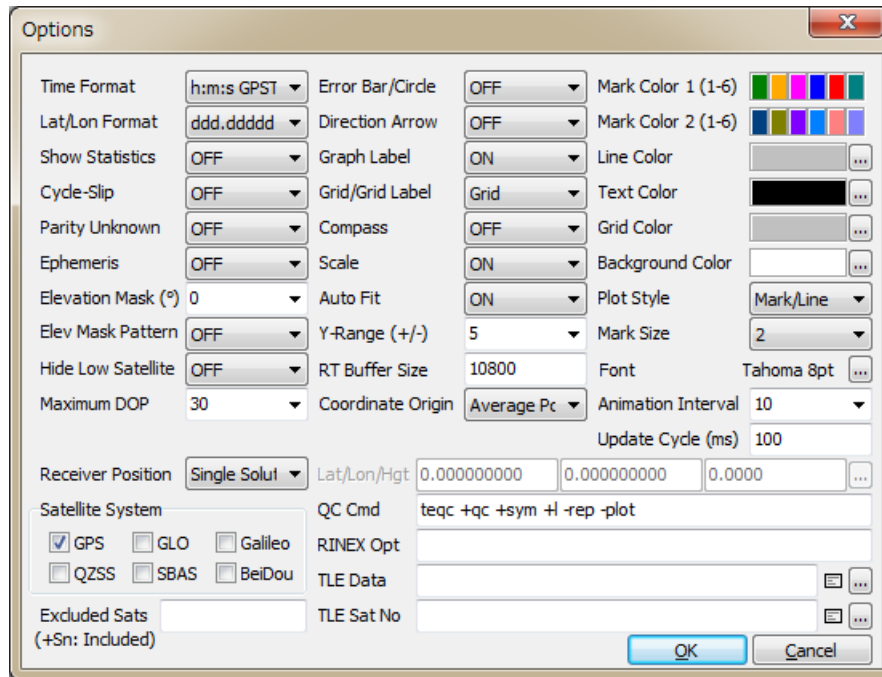 Options
Time Format h:m:s GPST Error Bar/Circle OFF Mark Color 1 (1-6)
Lat/Lon Format ddd.ddddd Direction Arrow OFF Mark Color 2 (1-6)
Show Statistics OFF Graph Label ON Line Color ...
Cycle-Slip OFF Grid/Grid Label Grid Text Color ...
Parity Unknown OFF Compass OFF Grid Color ...
Ephemeris OFF Scale ON Background Color ...
Elevation Mask (°) 0 Auto Fit ON Plot Style Mark/Line
Elev Mask Pattern OFF Y-Range (+/-) 5 Mark Size 2
Hide Low Satellite OFF RT Buffer Size 10800 Font Tahoma 8pt ...
Maximum DOP 30 Coordinate Origin Average Pc Animation Interval 10
Update Cycle (ms) 100
Receiver Position Single Solut Lat/Lon/Hgt 0.000000000 0.000000000 0.0000 ...
Satellite System QC Cmd teqc +qc +sym +l -rep -plot
GPS GLO Galileo RINEX Opt
QZSS SBAS BeiDou TLE Data ...
Excluded Sats TLE Sat No ...
(+Sn: Included)
OK Cancel